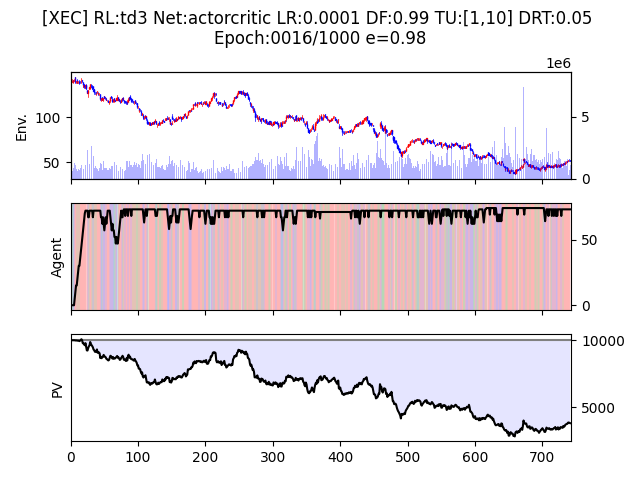 [XEC] RL:td3 Net:actorcritic LR:0.0001 DF:0.99 TU:[1,10] DRT:0.05
Epoch:0016/1000 e=0.98
1e6
Env.
100
50
5
0
Agent
50
0
PV
10000
5000
0 100 200 300 400 500 600 700